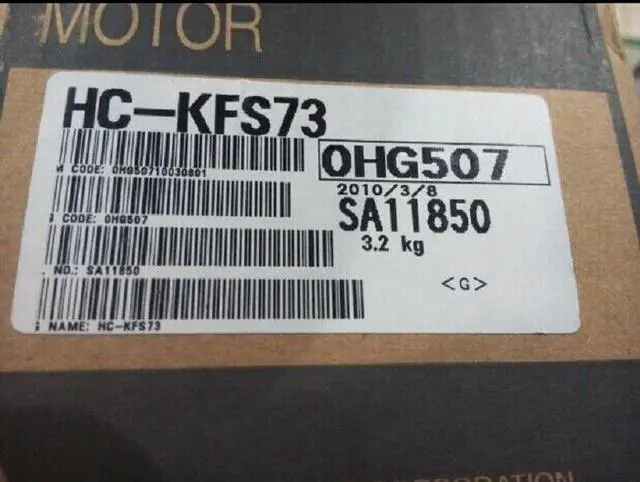 MOTOR
HC-KFS73
M CODE: 0HG50710030801
0HG507
2010/3/8
SA11850
3.2 kg
CODE: 0HG507
NO.: SA11850
<G>
NAME: HC-KFS73